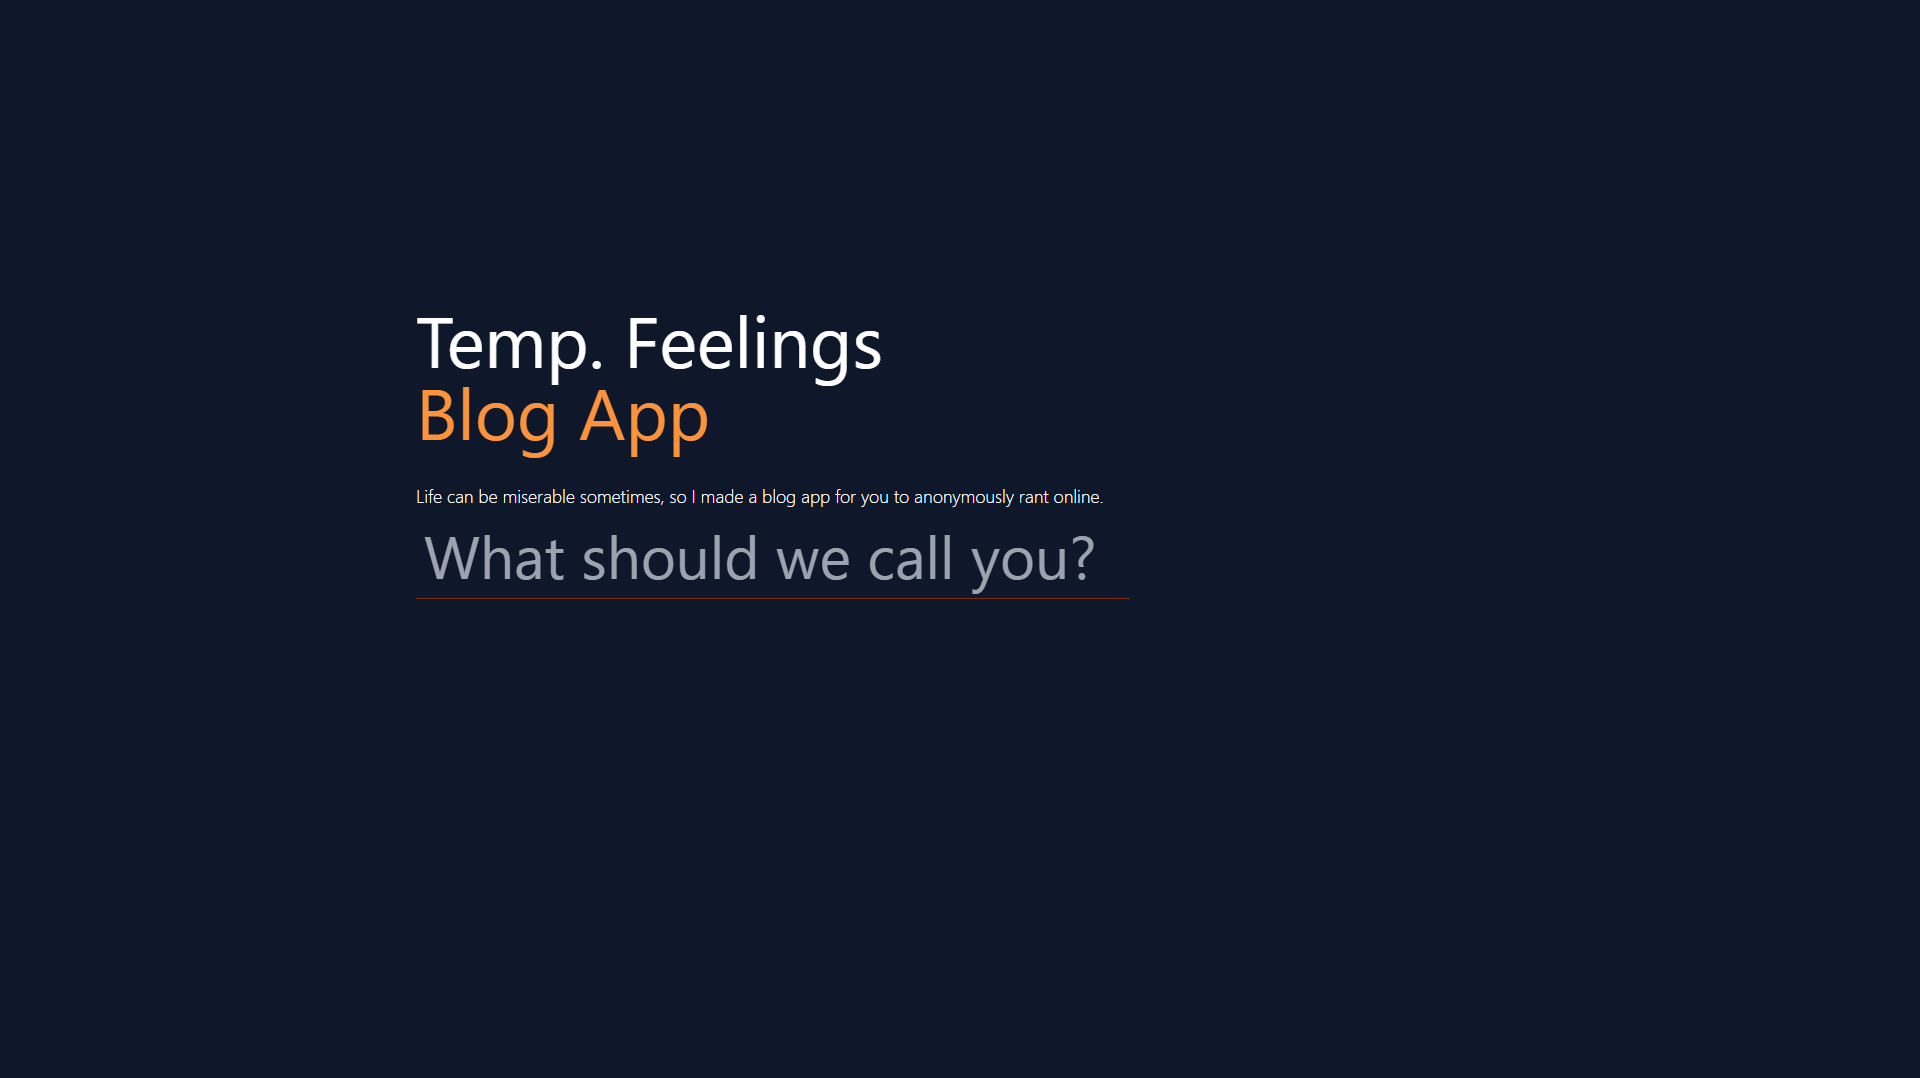 Temp. Feelings
Blog App
Life can be miserable sometimes, so I made a blog app for you to anonymously rant online.
What should we call you?